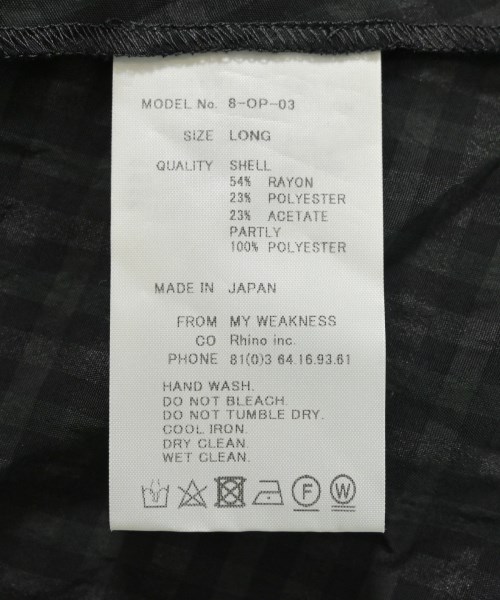 MODEL No. 8-OP-03
SIZE LONG
QUALITY SHELL
54% RAYON
23% POLYESTER
23% ACETATE
PARTLY
100% POLYESTER
MADE IN JAPAN
FROM MY WEAKNESS
CO Rhino inc.
PHONE 81(0)3 64.16.93.61
HAND WASH.
DO NOT BLEACH.
DO NOT TUMBLE DRY.
COOL IRON.
DRY CLEAN.
WET CLEAN.
F W